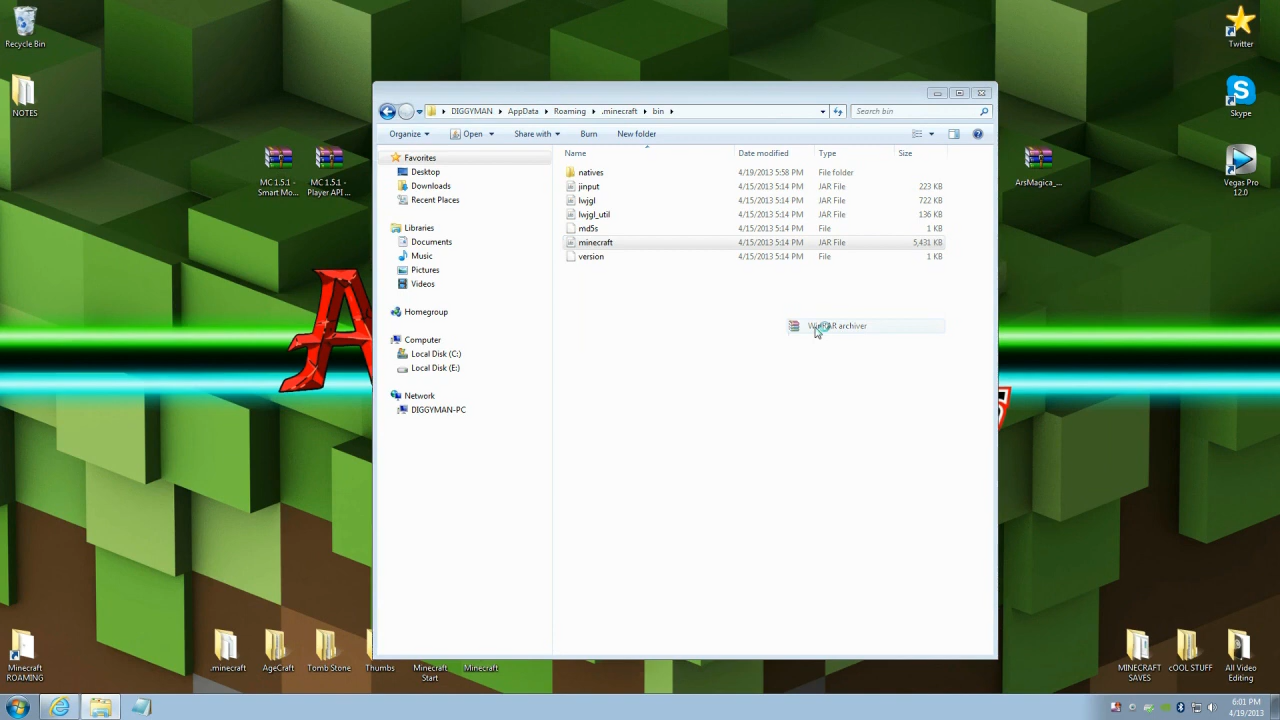 Recycle Bin
NOTES
MC 1.5.1 -
Smart Mo...
MC 1.5.1 -
Player API ...
DIGGYMAN
AppData
Roaming
.minecraft
bin
Search bin
Organize
Open
Share with
Burn
New folder
Favorites
Desktop
Downloads
Recent Places
Libraries
Documents
Music
Pictures
Videos
Homegroup
Computer
Local Disk (C:)
Local Disk (E:)
Network
DIGGYMAN-PC
Name Date modified Type Size
natives 4/19/2013 5:58 PM File folder
jinput 4/15/2013 5:14 PM JAR File 223 KB
lwjgl 4/15/2013 5:14 PM JAR File 722 KB
lwjgl_util 4/15/2013 5:14 PM JAR File 136 KB
md5s 4/15/2013 5:14 PM File 1 KB
minecraft 4/15/2013 5:14 PM JAR File 5,431 KB
version 4/15/2013 5:14 PM File 1 KB
WinRAR archiver
Twitter
Skype
ArsMagica_...
Vegas Pro
12.0
Minecraft
ROAMING
.minecraft
AgeCraft
Tomb Stone
Thumbs
Minecraft
Start
Minecraft
MINECRAFT
SAVES
cOOL STUFF
All Video
Editing
6:01 PM
4/19/2013